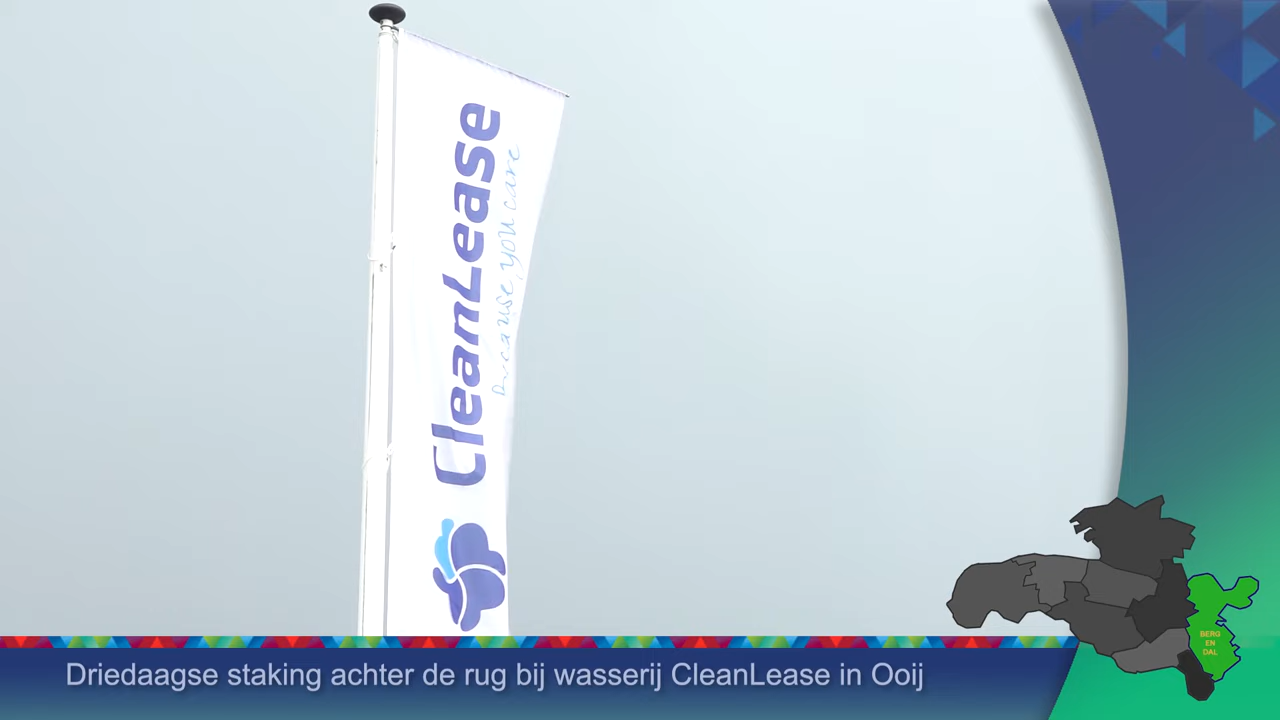 CleanLease
because you care
BERG
EN
DAL
Driedaagse staking achter de rug bij wasserij CleanLease in Ooij